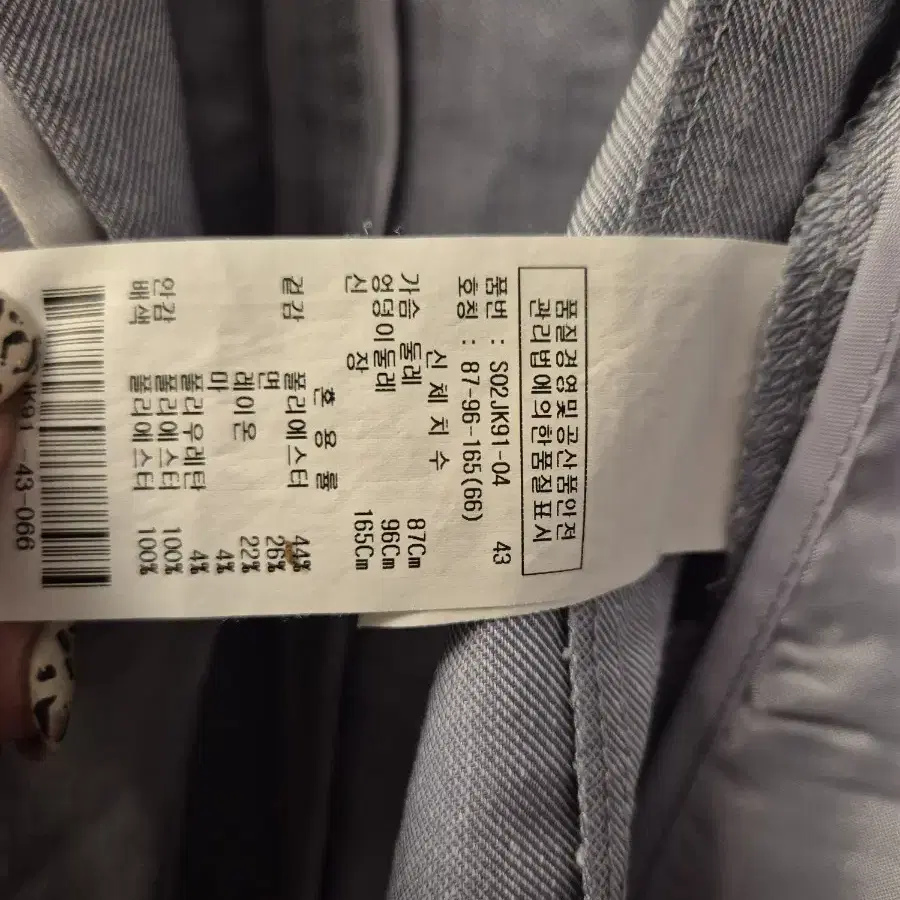 품질경영및공산품안전
관리법에의한품질표시
품번 : S02JK91-04 43
호칭 : 87-96-165(66)
신 체 치 수
가슴 둘레 87Cm
엉덩이둘레 96Cm
신 장 165Cm
혼 용 률
겉감 폴리에스터 44%
면 26%
레이온 22%
마 4%
폴리우레탄 4%
안감 폴리에스터 100%
배색 폴리에스터 100%
JK91-43-066